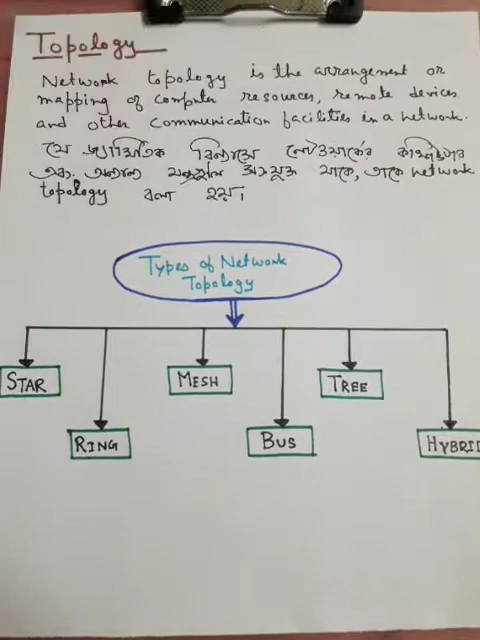 Topology
Network topology is the arrangement or
mapping of computer resources, remote devices
and other communication facilities in a network.
যে জ্যামিতিক বিন্যাসে নেটওয়ার্কের কম্পিউটার
এবং অন্যান্য যন্ত্রগুলি সংযুক্ত থাকে, তাকে network
topology বলা হয়।
Types of Network
Topology
STAR
MESH
TREE
RING
BUS
HYBRID